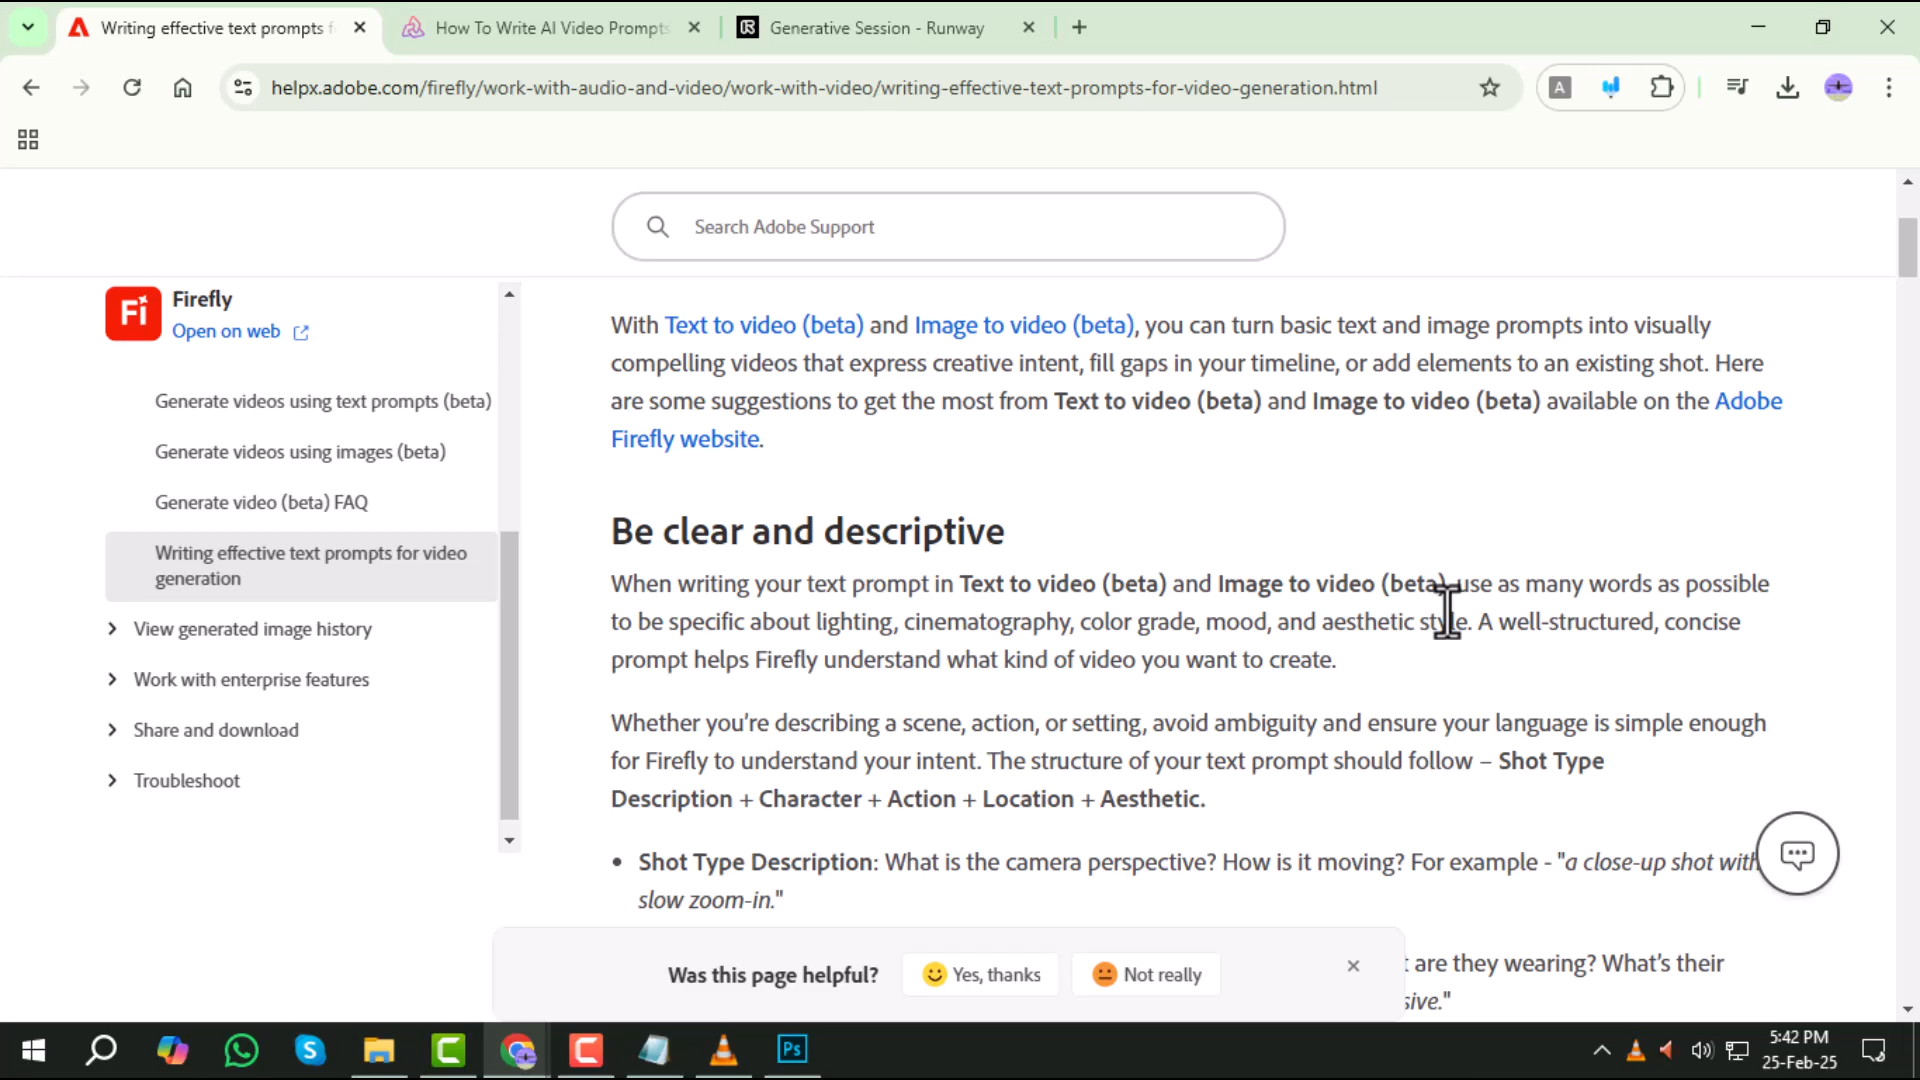 Writing effective text prompts f
How To Write AI Video Prompts
Generative Session - Runway
helpx.adobe.com/firefly/work-with-audio-and-video/work-with-video/writing-effective-text-prompts-for-video-generation.html
A
Search Adobe Support
Fi
Firefly
Open on web
Generate videos using text prompts (beta)
Generate videos using images (beta)
Generate video (beta) FAQ
Writing effective text prompts for video
generation
View generated image history
Work with enterprise features
Share and download
Troubleshoot
With Text to video (beta) and Image to video (beta), you can turn basic text and image prompts into visually
compelling videos that express creative intent, fill gaps in your timeline, or add elements to an existing shot. Here
are some suggestions to get the most from Text to video (beta) and Image to video (beta) available on the Adobe
Firefly website.
Be clear and descriptive
When writing your text prompt in Text to video (beta) and Image to video (beta), use as many words as possible
to be specific about lighting, cinematography, color grade, mood, and aesthetic style. A well-structured, concise
prompt helps Firefly understand what kind of video you want to create.
Whether you’re describing a scene, action, or setting, avoid ambiguity and ensure your language is simple enough
for Firefly to understand your intent. The structure of your text prompt should follow – Shot Type
Description + Character + Action + Location + Aesthetic.
• Shot Type Description: What is the camera perspective? How is it moving? For example - "a close-up shot with
slow zoom-in."
are they wearing? What’s their
sive."
Was this page helpful?
Yes, thanks
Not really
S
C
C
Ps
5:42 PM
25-Feb-25